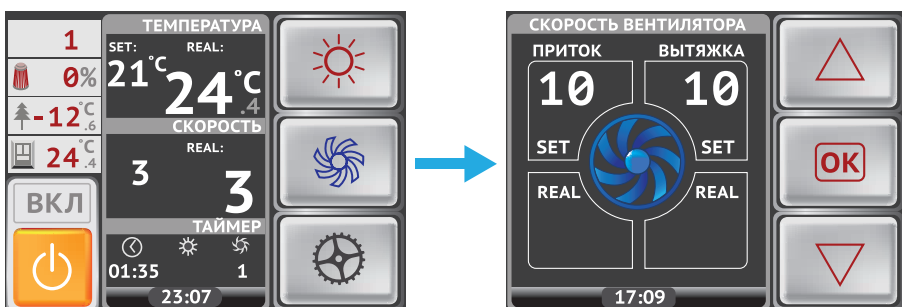 1
0%
-12°C .6
24°C .4
ВКЛ
ТЕМПЕРАТУРА
SET: REAL:
21°C 24°C .4
СКОРОСТЬ
REAL:
3 3
ТАЙМЕР
01:35 1
23:07
СКОРОСТЬ ВЕНТИЛЯТОРА
ПРИТОК ВЫТЯЖКА
10 10
SET SET
REAL REAL
17:09
OK